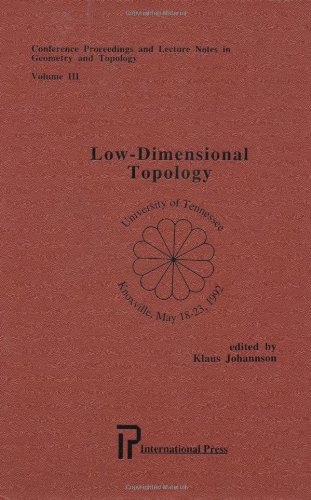 Conference Proceedings and Lecture Notes in
Geometry and Topology
Volume III
Low-Dimensional
Topology
University of Tennessee
Knoxville, May 18-23, 1992
edited by
Klaus Johannson
IP International Press